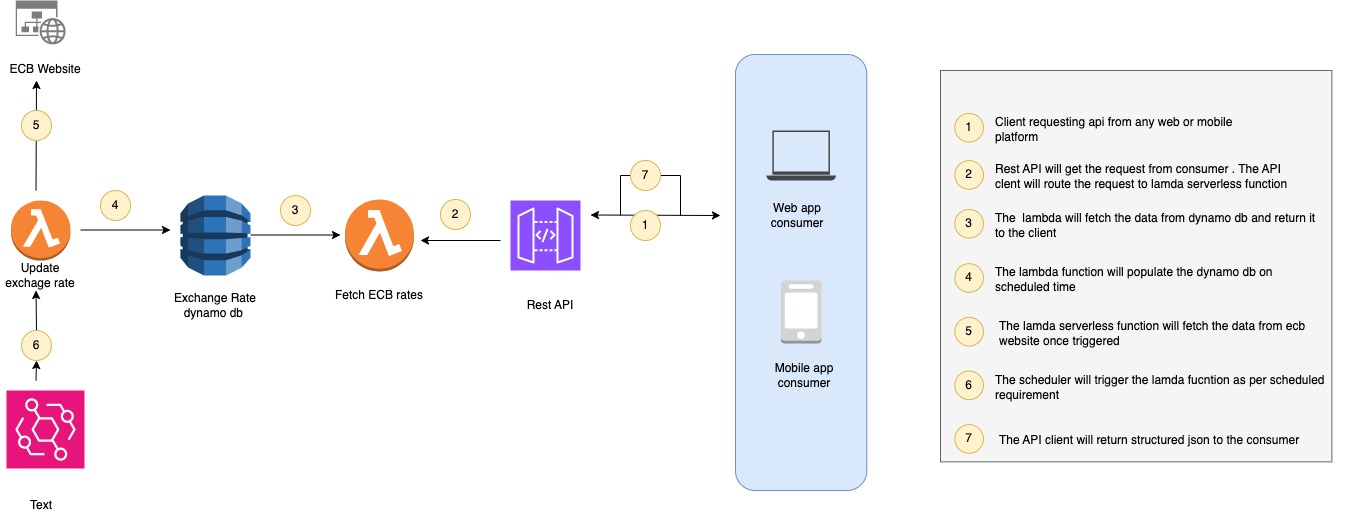 ECB Website
5
4
Update
exchage rate
6
Text
Exchange Rate
dynamo db
3
Fetch ECB rates
2
Rest API
7
1
Web app
consumer
Mobile app
consumer
1
Client requesting api from any web or mobile
platform
2
Rest API will get the request from consumer . The API
clent will route the request to lamda serverless function
3
The lambda will fetch the data from dynamo db and return it
to the client
4
The lambda function will populate the dynamo db on
scheduled time
5
The lamda serverless function will fetch the data from ecb
website once triggered
6
The scheduler will trigger the lamda fucntion as per scheduled
requirement
7
The API client will return structured json to the consumer